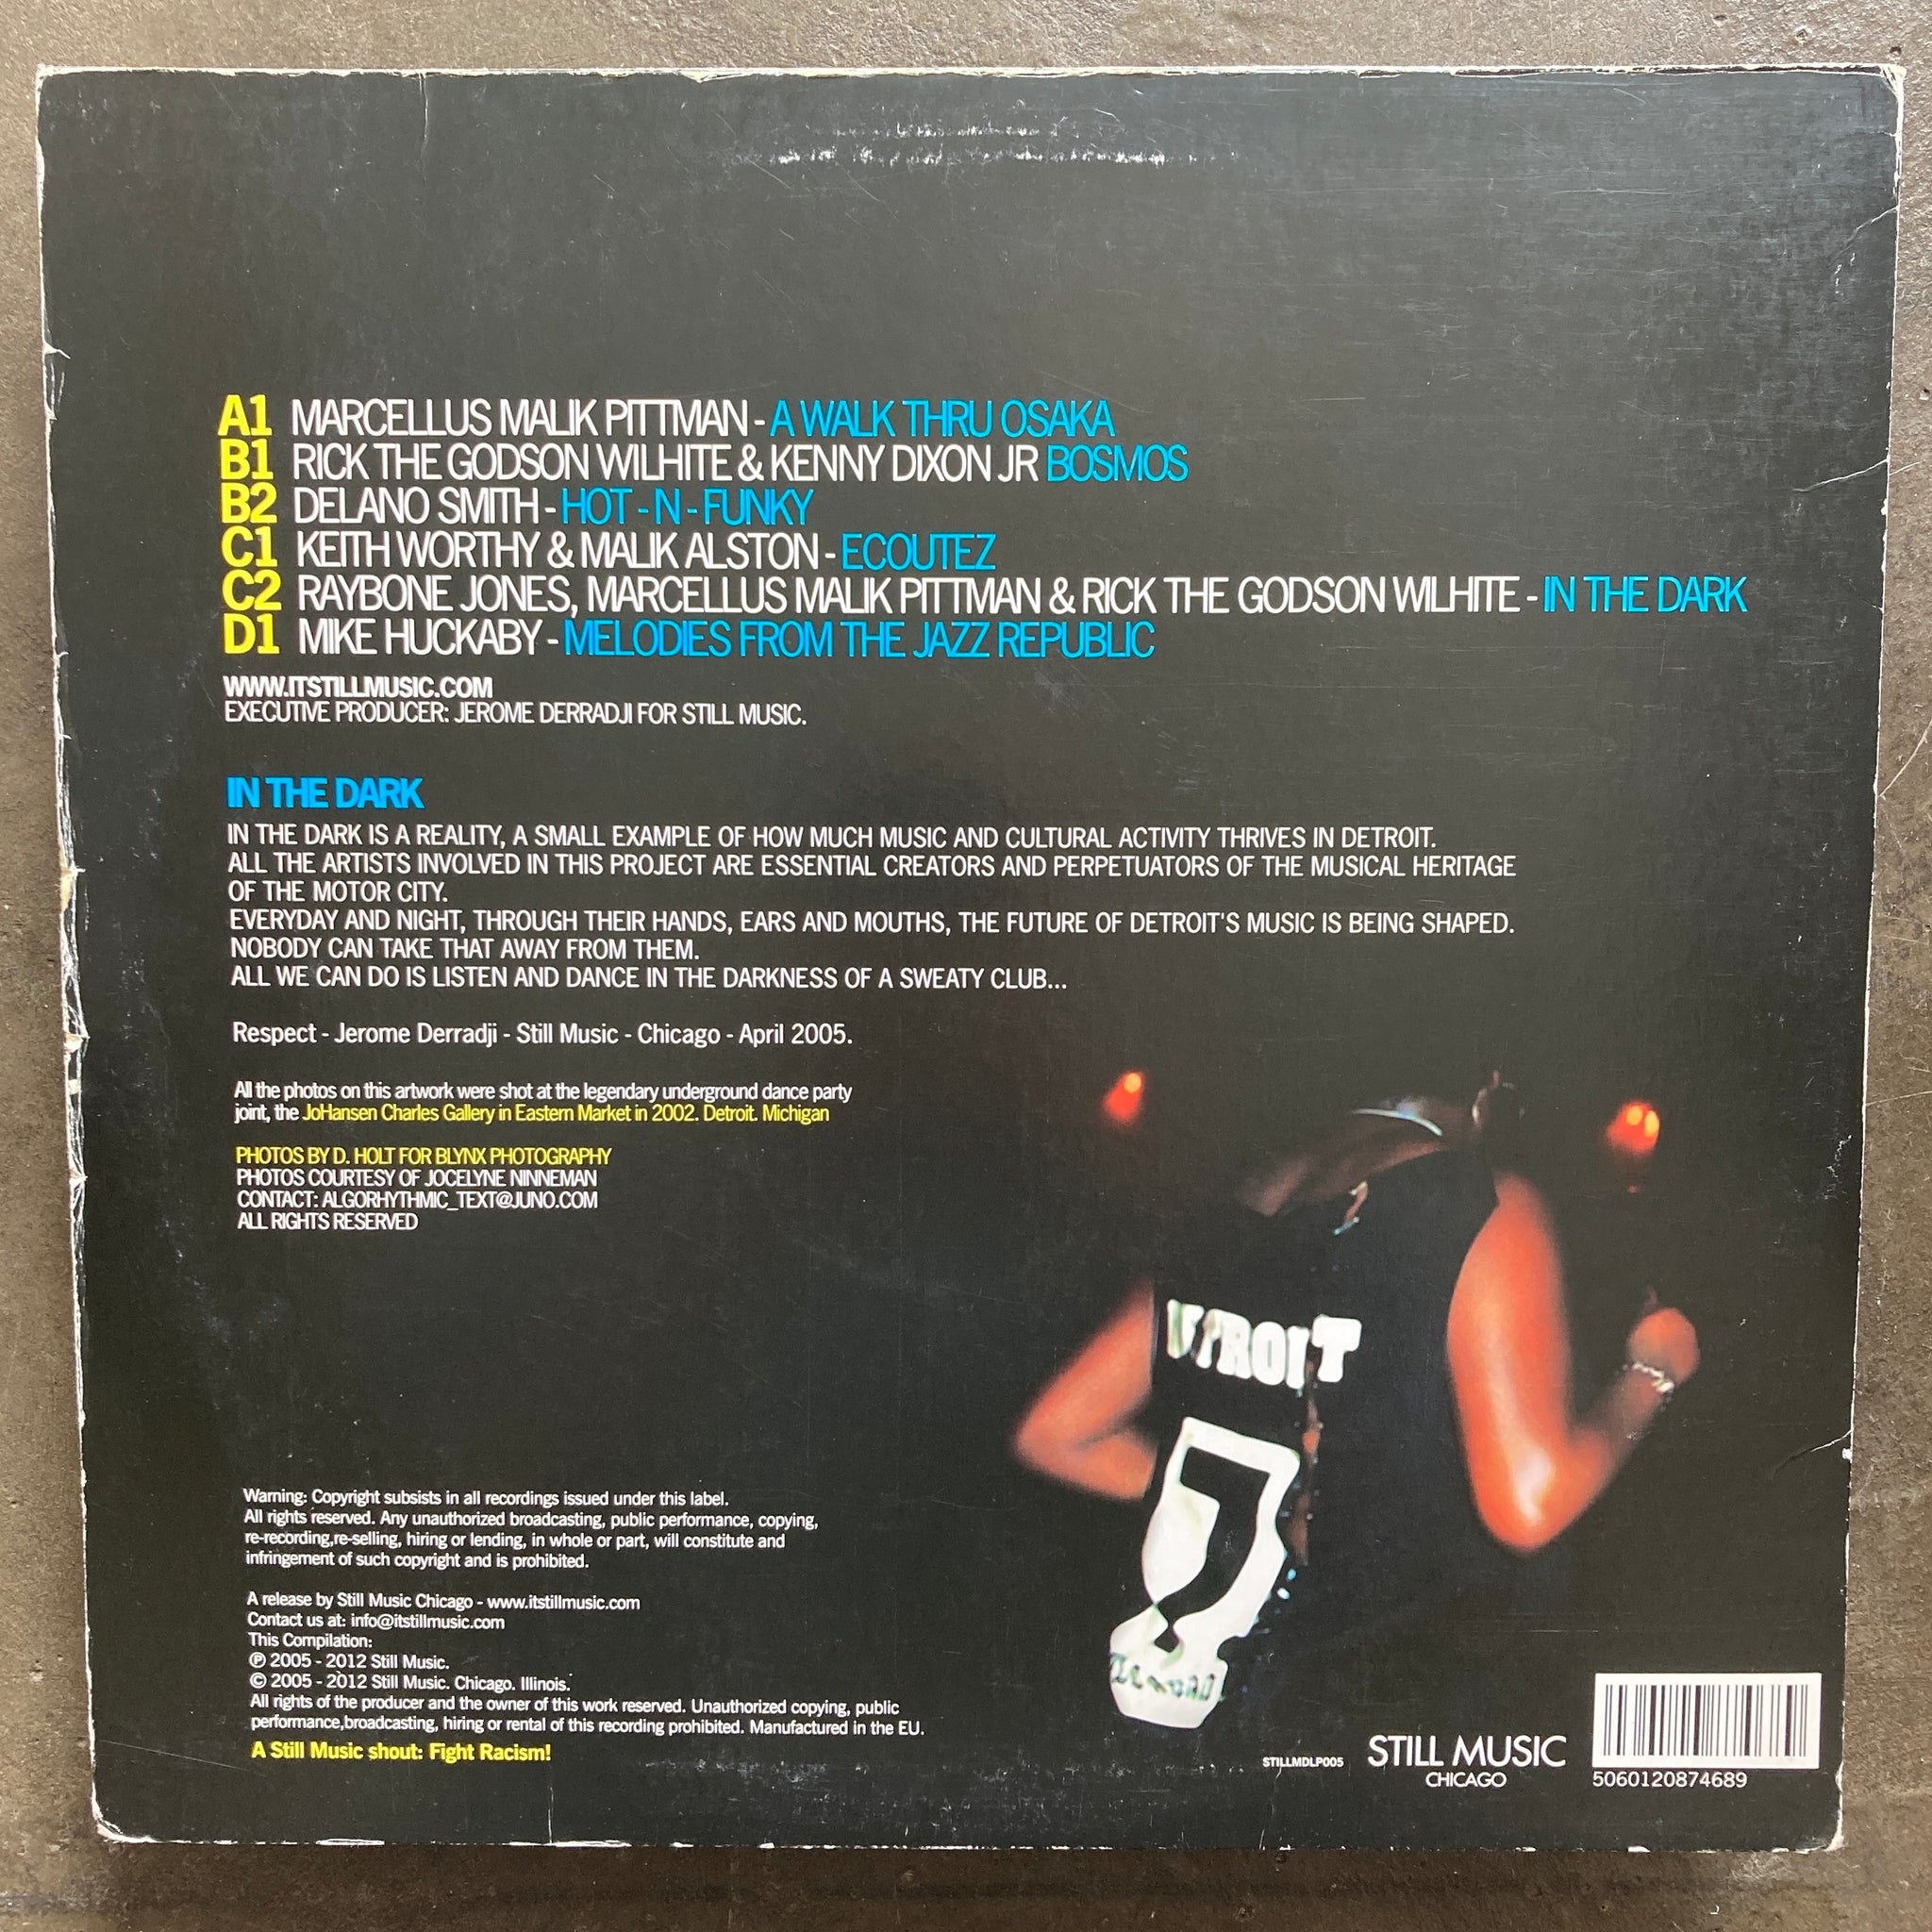 A1 MARCELLUS MALIK PITTMAN - A WALK THRU OSAKA
B1 RICK THE GODSON WILHITE & KENNY DIXON JR BOSMOS
B2 DELANO SMITH - HOT - N - FUNKY
C1 KEITH WORTHY & MALIK ALSTON - ECOUTEZ
C2 RAYBONE JONES, MARCELLUS MALIK PITTMAN & RICK THE GODSON WILHITE - IN THE DARK
D1 MIKE HUCKABY - MELODIES FROM THE JAZZ REPUBLIC
WWW.ITSTILLMUSIC.COM
EXECUTIVE PRODUCER: JEROME DERRADJI FOR STILL MUSIC.
IN THE DARK
IN THE DARK IS A REALITY, A SMALL EXAMPLE OF HOW MUCH MUSIC AND CULTURAL ACTIVITY THRIVES IN DETROIT.
ALL THE ARTISTS INVOLVED IN THIS PROJECT ARE ESSENTIAL CREATORS AND PERPETUATORS OF THE MUSICAL HERITAGE
OF THE MOTOR CITY.
EVERYDAY AND NIGHT, THROUGH THEIR HANDS, EARS AND MOUTHS, THE FUTURE OF DETROIT'S MUSIC IS BEING SHAPED.
NOBODY CAN TAKE THAT AWAY FROM THEM.
ALL WE CAN DO IS LISTEN AND DANCE IN THE DARKNESS OF A SWEATY CLUB...
Respect - Jerome Derradji - Still Music - Chicago - April 2005.
All the photos on this artwork were shot at the legendary underground dance party
joint, the JoHansen Charles Gallery in Eastern Market in 2002. Detroit. Michigan
PHOTOS BY D. HOLT FOR BLYNX PHOTOGRAPHY
PHOTOS COURTESY OF JOCELYNE NINNEMAN
CONTACT: ALGORHYTHMIC_TEXT@JUNO.COM
ALL RIGHTS RESERVED
Warning: Copyright subsists in all recordings issued under this label.
All rights reserved. Any unauthorized broadcasting, public performance, copying,
re-recording,re-selling, hiring or lending, in whole or part, will constitute and
infringement of such copyright and is prohibited.
A release by Still Music Chicago - www.itstillmusic.com
Contact us at: info@itstillmusic.com
This Compilation:
℗ 2005 - 2012 Still Music.
© 2005 - 2012 Still Music. Chicago. Illinois.
All rights of the producer and the owner of this work reserved. Unauthorized copying, public
performance,broadcasting, hiring or rental of this recording prohibited. Manufactured in the EU.
A Still Music shout: Fight Racism!
STILLMDLP005
STILL MUSIC
CHICAGO
5060120874689